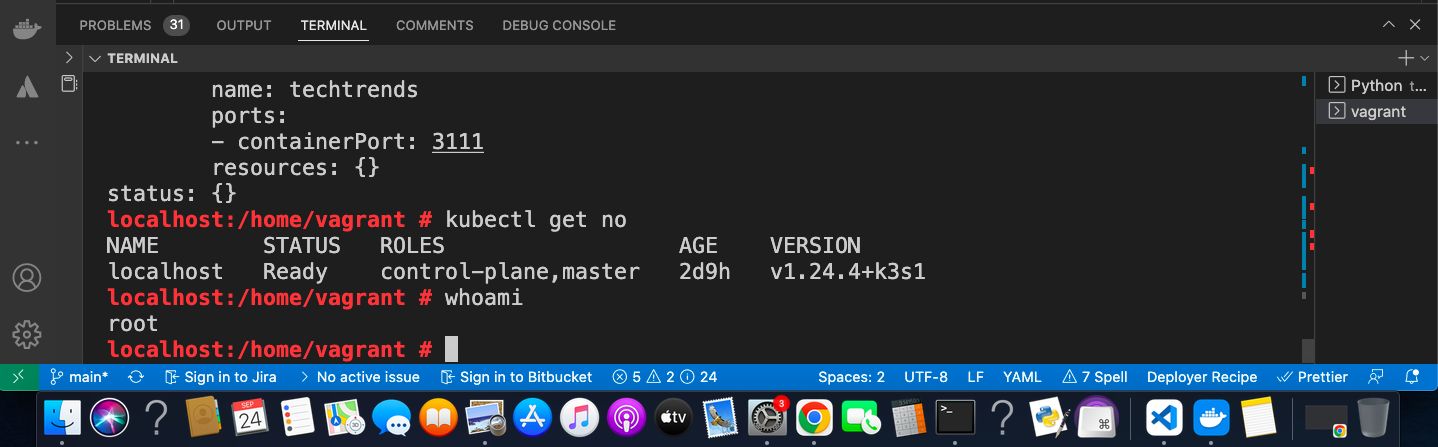 PROBLEMS 31 OUTPUT TERMINAL COMMENTS DEBUG CONSOLE
TERMINAL
name: techtrends
ports:
- containerPort: 3111
resources: {}
status: {}
localhost:/home/vagrant # kubectl get no
NAME STATUS ROLES AGE VERSION
localhost Ready control-plane,master 2d9h v1.24.4+k3s1
localhost:/home/vagrant # whoami
root
localhost:/home/vagrant #
Python t...
vagrant
main* Sign in to Jira No active issue Sign in to Bitbucket 5 2 24 Spaces: 2 UTF-8 LF YAML 7 Spell Deployer Recipe Prettier
SEP
24
tv
3